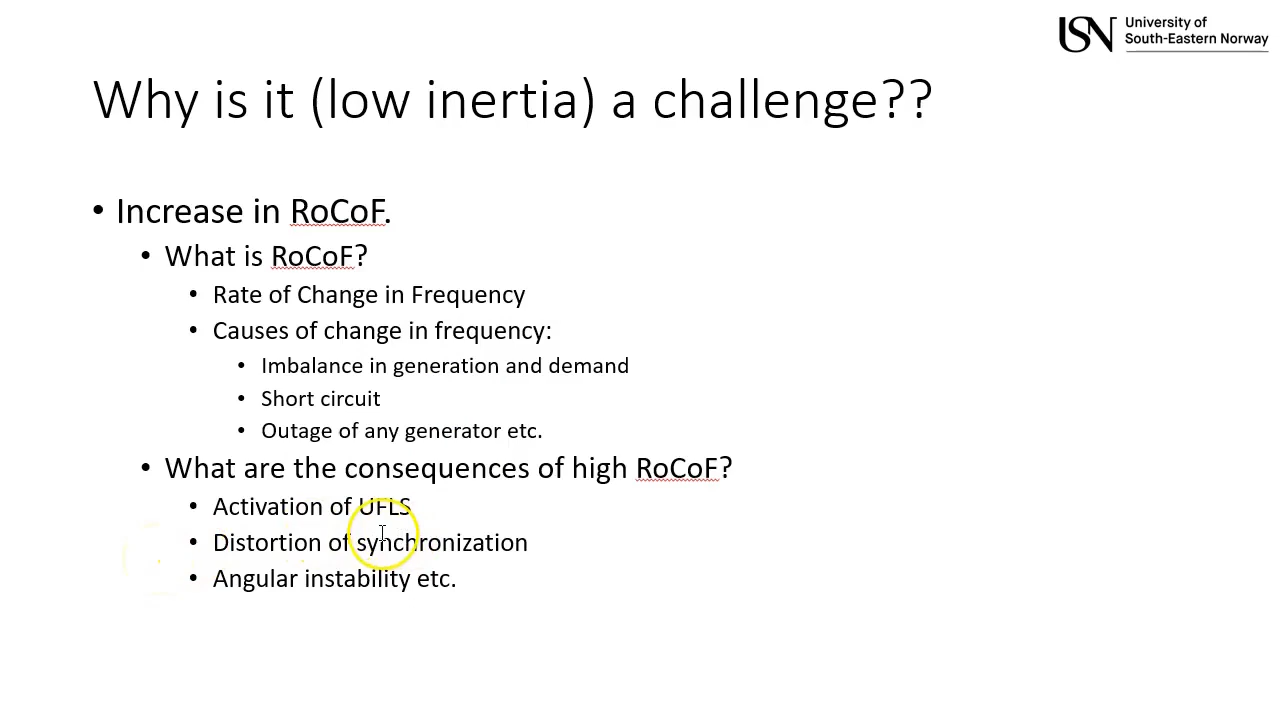 USN University of
South-Eastern Norway
Why is it (low inertia) a challenge??
• Increase in RoCoF.
• What is RoCoF?
• Rate of Change in Frequency
• Causes of change in frequency:
• Imbalance in generation and demand
• Short circuit
• Outage of any generator etc.
• What are the consequences of high RoCoF?
• Activation of UFLS
• Distortion of synchronization
• Angular instability etc.